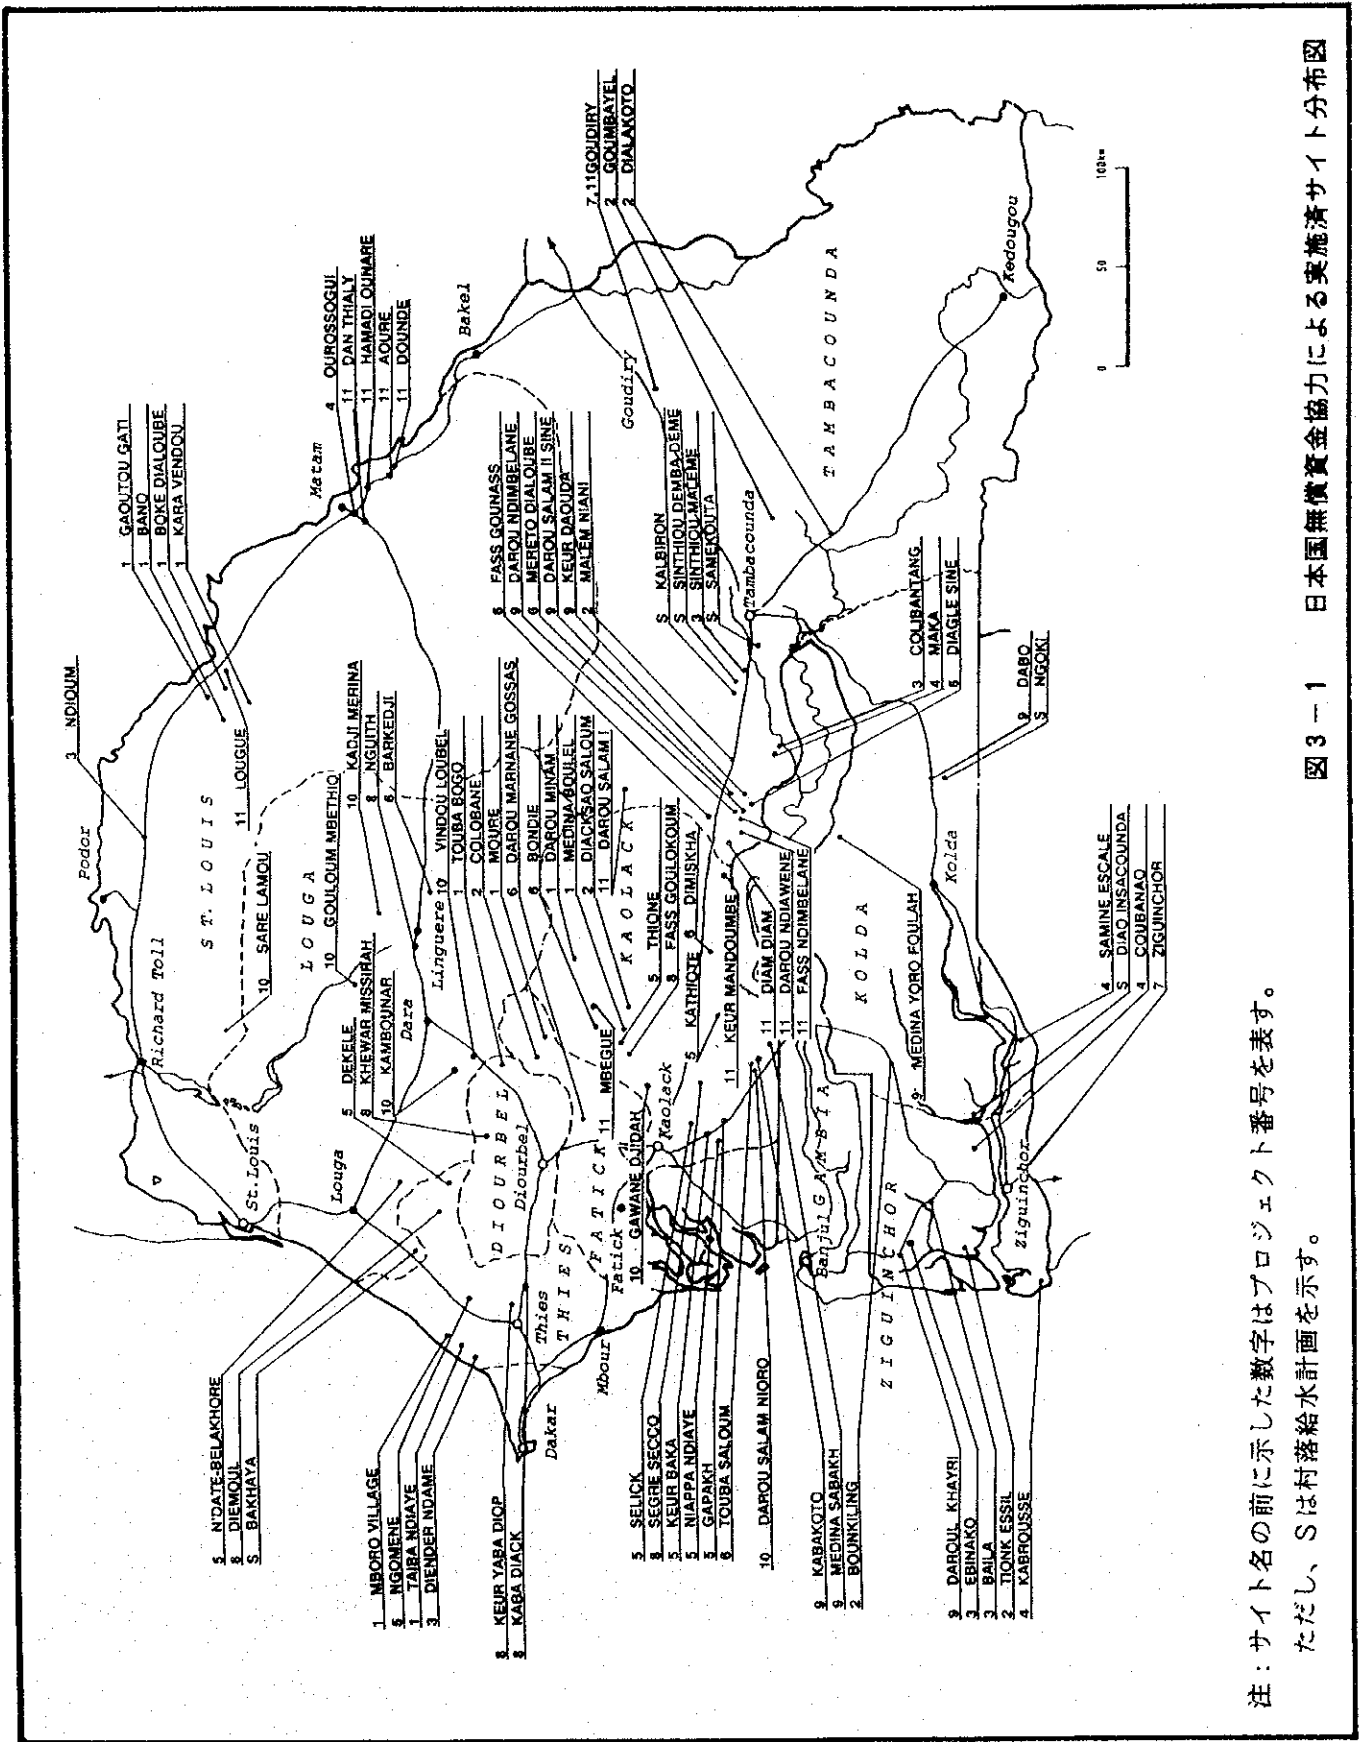 3 NDIOUM
1 GAOUTOU GATI
1 BANO
1 BOKE DIALOUBE
1 KARA VENDOU
4 OUROSSOGUI
11 DAN THIALY
11 HAMADI OUNARE
11 AOURE
11 DOUNDE
7.11 GOUDIRY
2 GOUMBAYEL
2 DIALAKOTO
Podor
Richard Toll
Matam
Bakel
Goudiry
ST.LOUIS
11 LOUGUE
10 SARE LAMOU
LOUGA
10 GOULOUM MBETHIO
10 KADJI MERINA
8 NGUITH
6 BARKEDJI
5 DEKELE
8 KHEWAR MISSIRAH
10 KAMBOUNAR
Dara
Linguere
St.Louis
Louga
10 VINDOU LOUBEL
1 TOUBA BOGO
2 COLOBANE
1 MOURE
6 DAROU MARNANE GOSSAS
6 BONDIE
1 DAROU MINAM
1 MEDINA BOULEL
2 DIACKSAO SALOUM
11 DAROU SALAM I
6 FASS GOUNASS
9 DAROU NDIMBELANE
6 MERETO DIALOUBE
9 DAROU SALAM II SINE
9 KEUR DAOUDA
2 MALEM NIANI
S KALBIRON
S SINTHIOU DEMBA DEME
3 SINTHIOU MALEME
S SAMEKOUTA
Tambacounda
TAMBACOUNDA
Kedougou
0 50 100km
KAOLACK
5 THIONE
8 FASS GOULOKOUM
5 KATHIOTE
6 DIMISKHA
11 MBEGUE
11 KEUR MANDOUMBE
11 DIAM DIAM
11 DAROU NDIAWENE
11 FASS NDIMBELANE
3 COLIBANTANG
4 MAKA
5 DIAGLE SINE
9 DABO
S NGOKI
Kolda
KOLDA
9 MEDINA YORO FOULAH
4 SAMINE ESCALE
S DIAO INSACOUNDA
4 COUBANAO
7 ZIGUINCHOR
DIOURBEL
Diourbel
Thies
THIES
FATICK
Fatick
10 GAWANE DJIDAH
Kaolack
Mbour
Dakar
Banjul
GAMBIA
ZIGUINCHOR
Ziguinchor
5 N'DATE-BELAKHORE
8 DIEMOUL
S BAKHAYA
1 MBORO VILLAGE
5 NGOMENE
1 TAIBA NDIAYE
3 DIENDER NDAME
8 KEUR YABA DIOP
8 KABA DIACK
5 SELICK
8 SEGRE SECCO
5 KEUR BAKA
5 NIAPPA NDIAYE
5 GAPAKH
6 TOUBA SALOUM
10 DAROU SALAM NIORO
9 KABAKOTO
9 MEDINA SABAKH
2 BOUNKILING
9 DAROUL KHAYRI
3 EBINAKO
3 BAILA
2 TIONK ESSIL
4 KABROUSSE
注：サイト名の前に示した数字はプロジェクト番号を表す。
ただし、Sは村落給水計画を示す。
図3－1 日本国無償資金協力による実施済サイト分布図